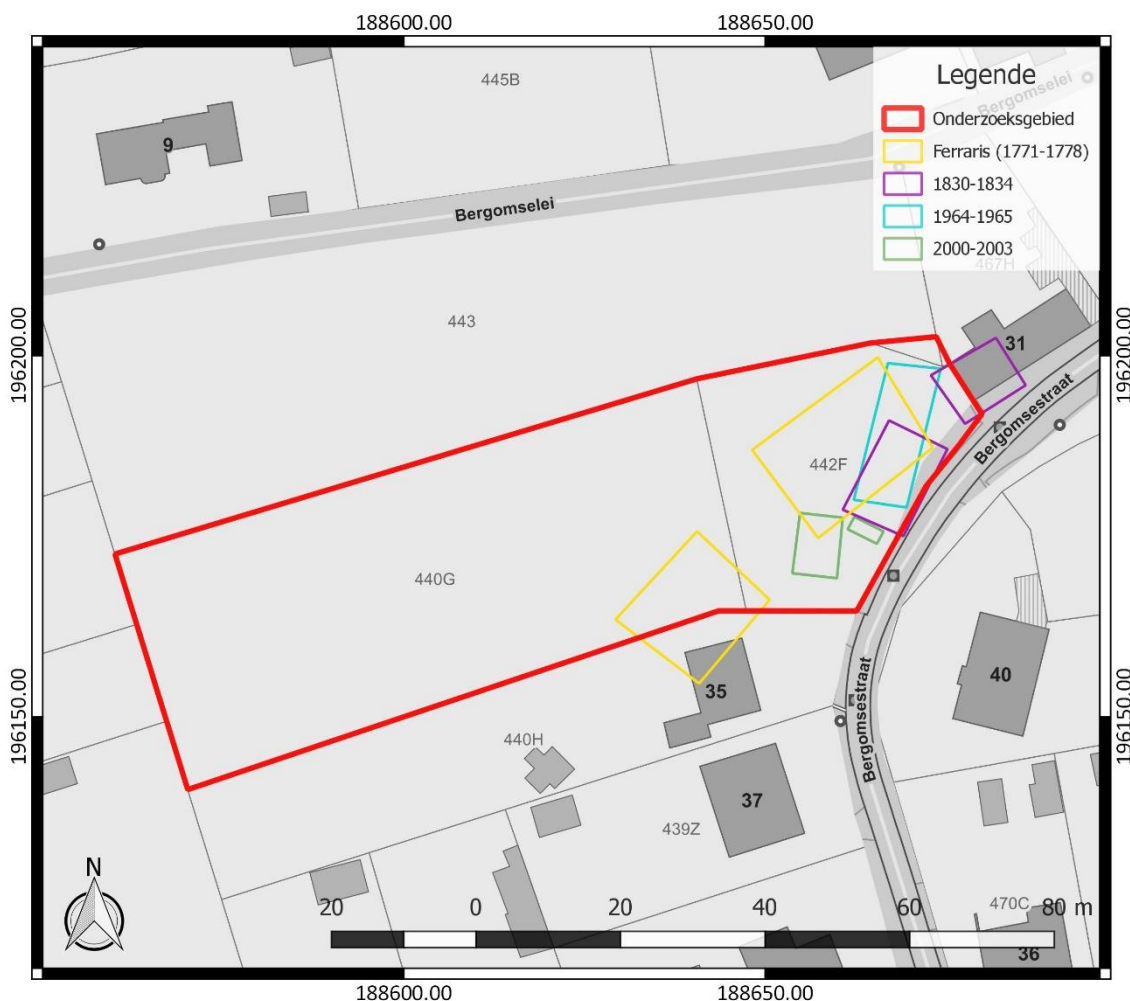 188600.00
188650.00
Legende
Onderzoeksgebied
Ferraris (1771-1778)
1830-1834
1964-1965
2000-2003
445B
Bergomselei
9
Bergomselei
467H
443
31
196200.00
196200.00
Bergomsestraat
442F
440G
40
35
196150.00
196150.00
Bergomsestraat
440H
37
439Z
N
20 0 20 40 60 80 m
470C
36
188600.00
188650.00